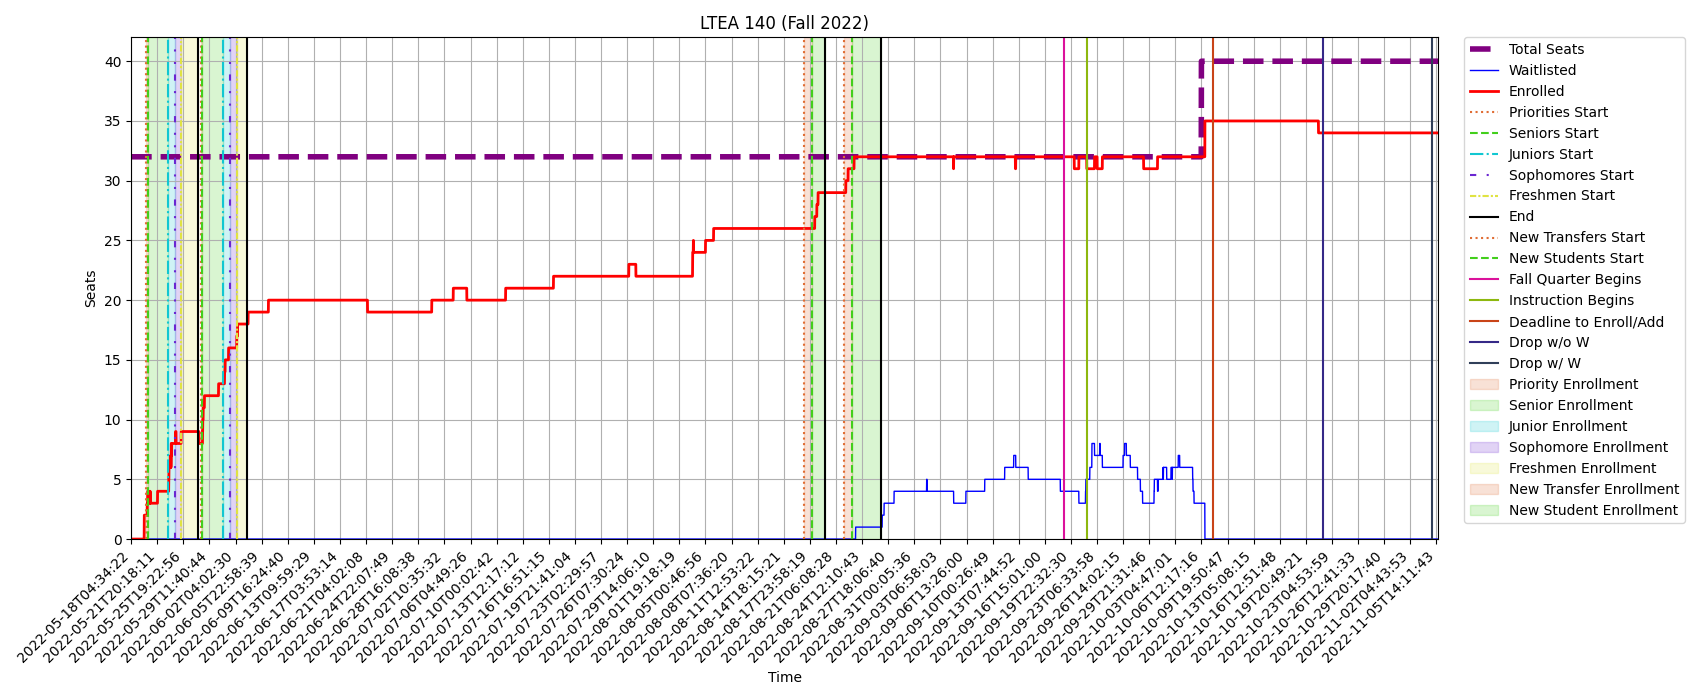 LTEA 140 (Fall 2022)
Seats
40
35
30
25
20
15
10
5
0
2022-05-18T04:34:22
2022-05-21T20:18:11
2022-05-25T19:22:56
2022-05-29T11:40:44
2022-06-02T04:02:30
2022-06-05T22:58:39
2022-06-09T16:24:40
2022-06-13T09:59:29
2022-06-17T03:53:14
2022-06-21T04:02:08
2022-06-24T22:07:49
2022-06-28T16:08:38
2022-07-02T10:35:32
2022-07-06T04:49:26
2022-07-10T00:02:42
2022-07-13T12:17:12
2022-07-16T16:51:15
2022-07-19T21:41:04
2022-07-23T02:29:57
2022-07-26T07:30:24
2022-07-29T14:06:10
2022-08-01T19:18:19
2022-08-05T00:46:56
2022-08-08T07:36:20
2022-08-11T12:53:22
2022-08-14T18:15:21
2022-08-17T23:58:19
2022-08-21T06:08:28
2022-08-24T12:10:43
2022-08-27T18:06:40
2022-08-31T00:05:36
2022-09-03T06:58:03
2022-09-06T13:26:00
2022-09-10T00:26:49
2022-09-13T07:44:52
2022-09-16T15:01:00
2022-09-19T22:32:30
2022-09-23T06:33:58
2022-09-26T14:02:15
2022-09-29T21:31:46
2022-10-03T04:47:01
2022-10-06T12:17:16
2022-10-09T19:50:47
2022-10-13T05:08:15
2022-10-16T12:51:48
2022-10-19T20:49:21
2022-10-23T04:53:59
2022-10-26T12:41:33
2022-10-29T20:17:40
2022-11-02T04:43:53
2022-11-05T14:11:43
Time
Total Seats
Waitlisted
Enrolled
Priorities Start
Seniors Start
Juniors Start
Sophomores Start
Freshmen Start
End
New Transfers Start
New Students Start
Fall Quarter Begins
Instruction Begins
Deadline to Enroll/Add
Drop w/o W
Drop w/ W
Priority Enrollment
Senior Enrollment
Junior Enrollment
Sophomore Enrollment
Freshmen Enrollment
New Transfer Enrollment
New Student Enrollment